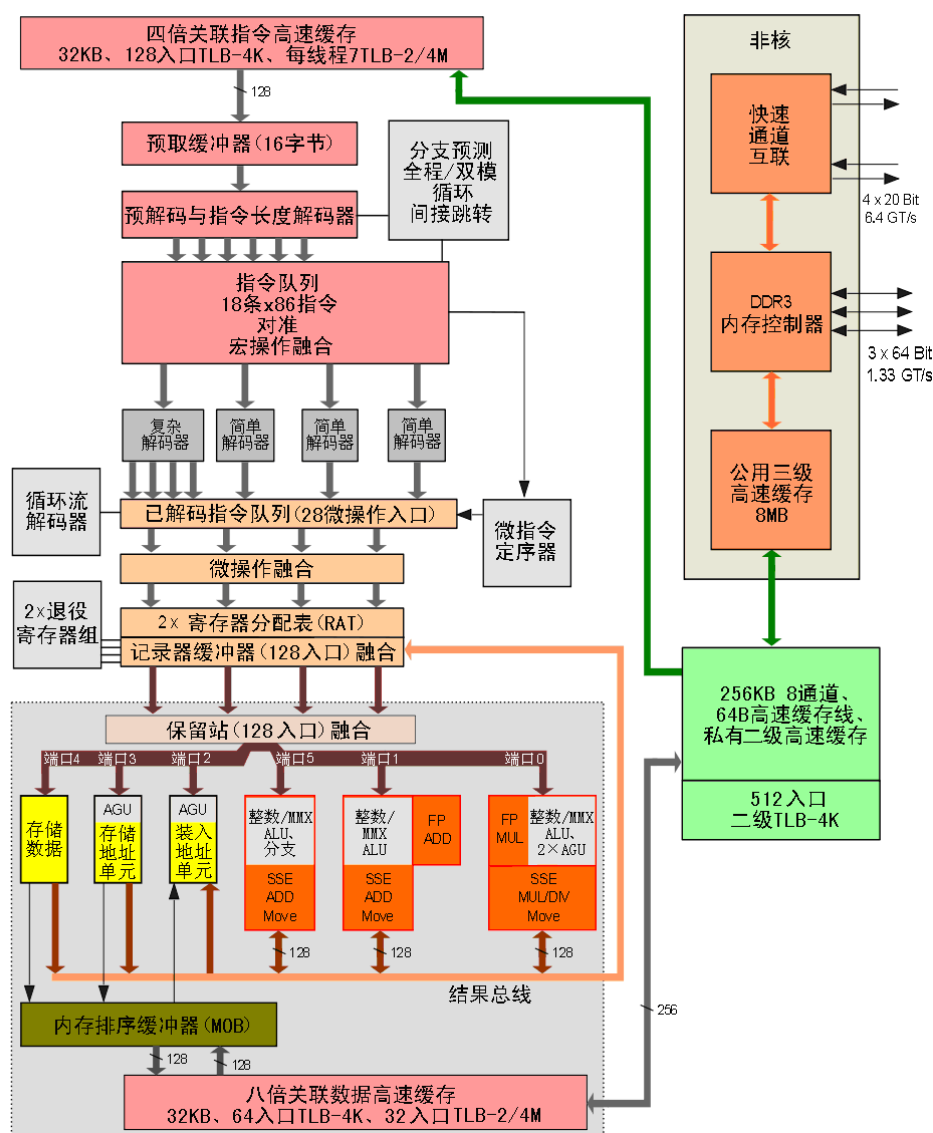 四倍关联指令高速缓存
32KB、128入口TLB-4K、每线程7TLB-2/4M
128
预取缓冲器(16字节)
预解码与指令长度解码器
分支预测
全程/双模
循环
间接跳转
指令队列
18条x86指令
对准
宏操作融合
复杂
解码器
简单
解码器
简单
解码器
简单
解码器
循环流
解码器
已解码指令队列(28微操作入口)
微指令
定序器
微操作融合
2×退役
寄存器组
2× 寄存器分配表(RAT)
记录器缓冲器(128入口)融合
保留站(128入口)融合
端口4
端口3
端口2
端口5
端口1
端口0
存储
数据
AGU
存储
地址
单元
AGU
装入
地址
单元
整数/MMX
ALU、
分支
SSE
ADD
Move
整数/
MMX
ALU
FP
ADD
SSE
ADD
Move
FP
MUL
整数/MMX
ALU、
2×AGU
SSE
MUL/DIV
Move
128
128
128
结果总线
内存排序缓冲器(MOB)
128
128
八倍关联数据高速缓存
32KB、64入口TLB-4K、32入口TLB-2/4M
非核
快速
通道
互联
4 x 20 Bit
6.4 GT/s
DDR3
内存控制器
3 x 64 Bit
1.33 GT/s
公用三级
高速缓存
8MB
256KB 8通道、
64B高速缓存线、
私有二级高速缓存
512入口
二级TLB-4K
256